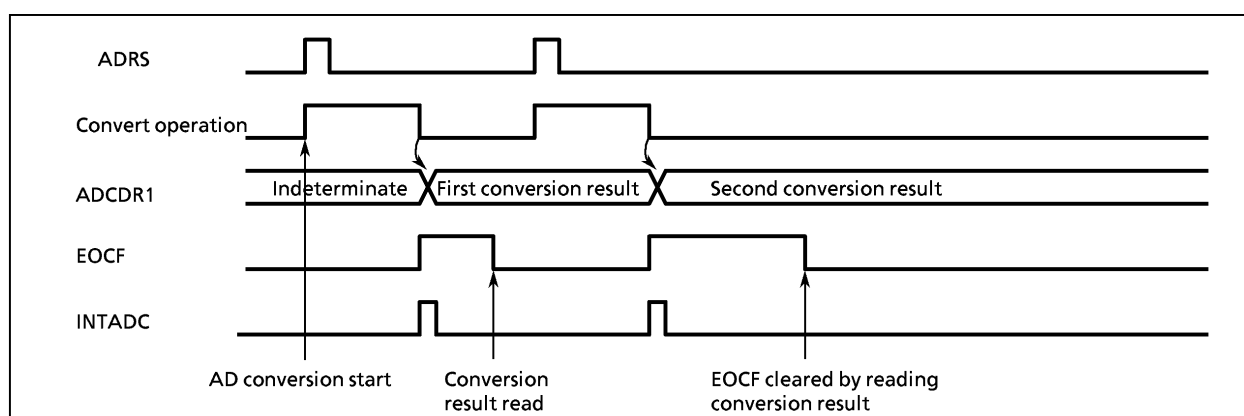 ADRS
Convert operation
ADCDR1
Indeterminate
First conversion result
Second conversion result
EOCF
INTADC
AD conversion start
Conversion
result read
EOCF cleared by reading
conversion result